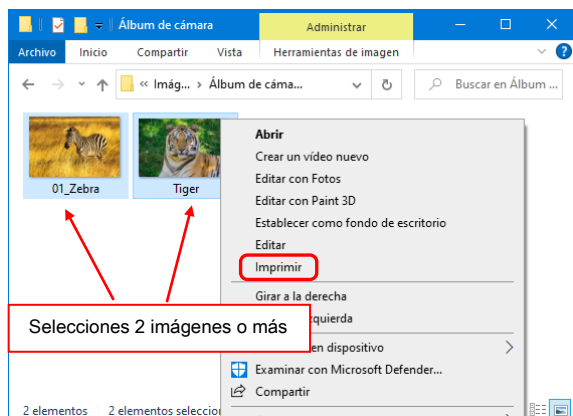 Álbum de cámara
Administrar
Archivo Inicio Compartir Vista Herramientas de imagen
« Imág... > Álbum de cáma... Buscar en Álbum ...
Abrir
Crear un vídeo nuevo
Editar con Fotos
01_Zebra Tiger
Editar con Paint 3D
Establecer como fondo de escritorio
Editar
Imprimir
Girar a la derecha
Selecciones 2 imágenes o más
en dispositivo
Examinar con Microsoft Defender...
Compartir
2 elementos 2 elementos